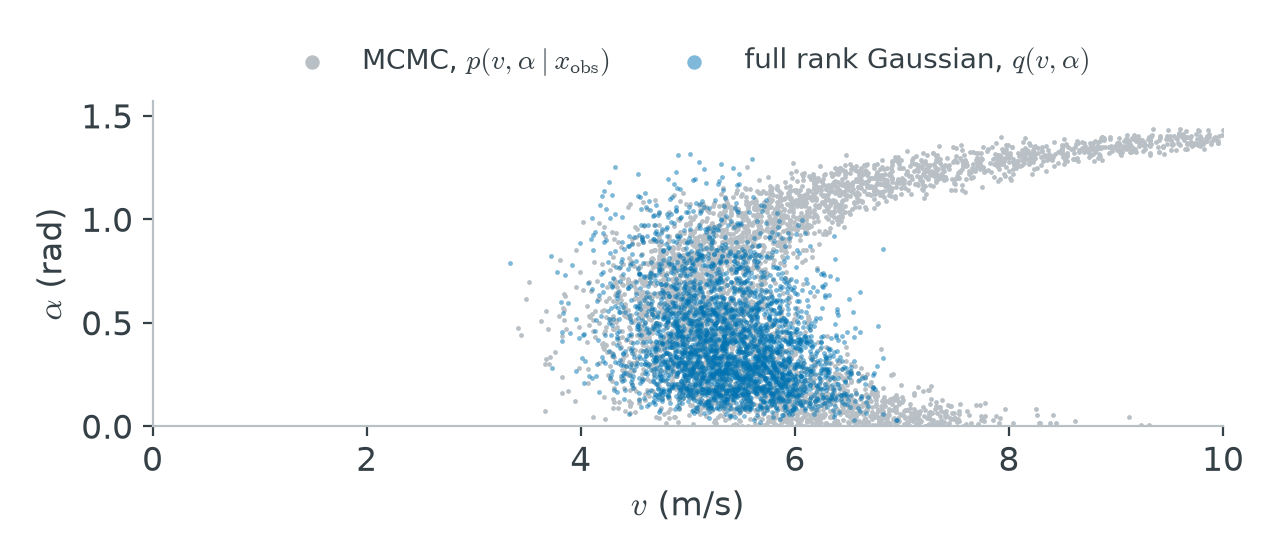 MCMC, p(v, α | x_obs)
full rank Gaussian, q(v, α)
1.5
1.0
0.5
0.0
α (rad)
0
2
4
6
8
10
v (m/s)